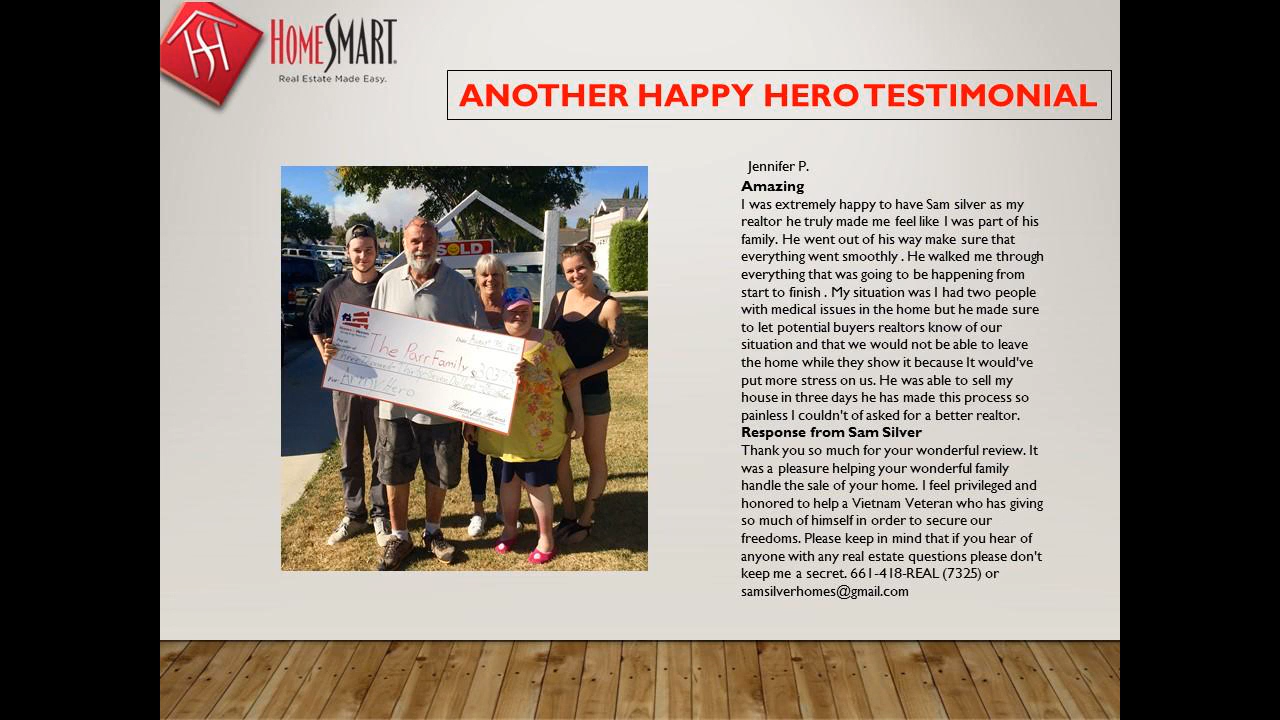 HOMESMART
Real Estate Made Easy.
ANOTHER HAPPY HERO TESTIMONIAL
SOLD
Date August
The Parr Family
For: Army Hero
Homes for Heroes
Jennifer P.
Amazing
I was extremely happy to have Sam silver as my
realtor he truly made me feel like I was part of his
family. He went out of his way make sure that
everything went smoothly . He walked me through
everything that was going to be happening from
start to finish . My situation was I had two people
with medical issues in the home but he made sure
to let potential buyers realtors know of our
situation and that we would not be able to leave
the home while they show it because It would've
put more stress on us. He was able to sell my
house in three days he has made this process so
painless I couldn't of asked for a better realtor.
Response from Sam Silver
Thank you so much for your wonderful review. It
was a pleasure helping your wonderful family
handle the sale of your home. I feel privileged and
honored to help a Vietnam Veteran who has giving
so much of himself in order to secure our
freedoms. Please keep in mind that if you hear of
anyone with any real estate questions please don't
keep me a secret. 661-418-REAL (7325) or
samsilverhomes@gmail.com